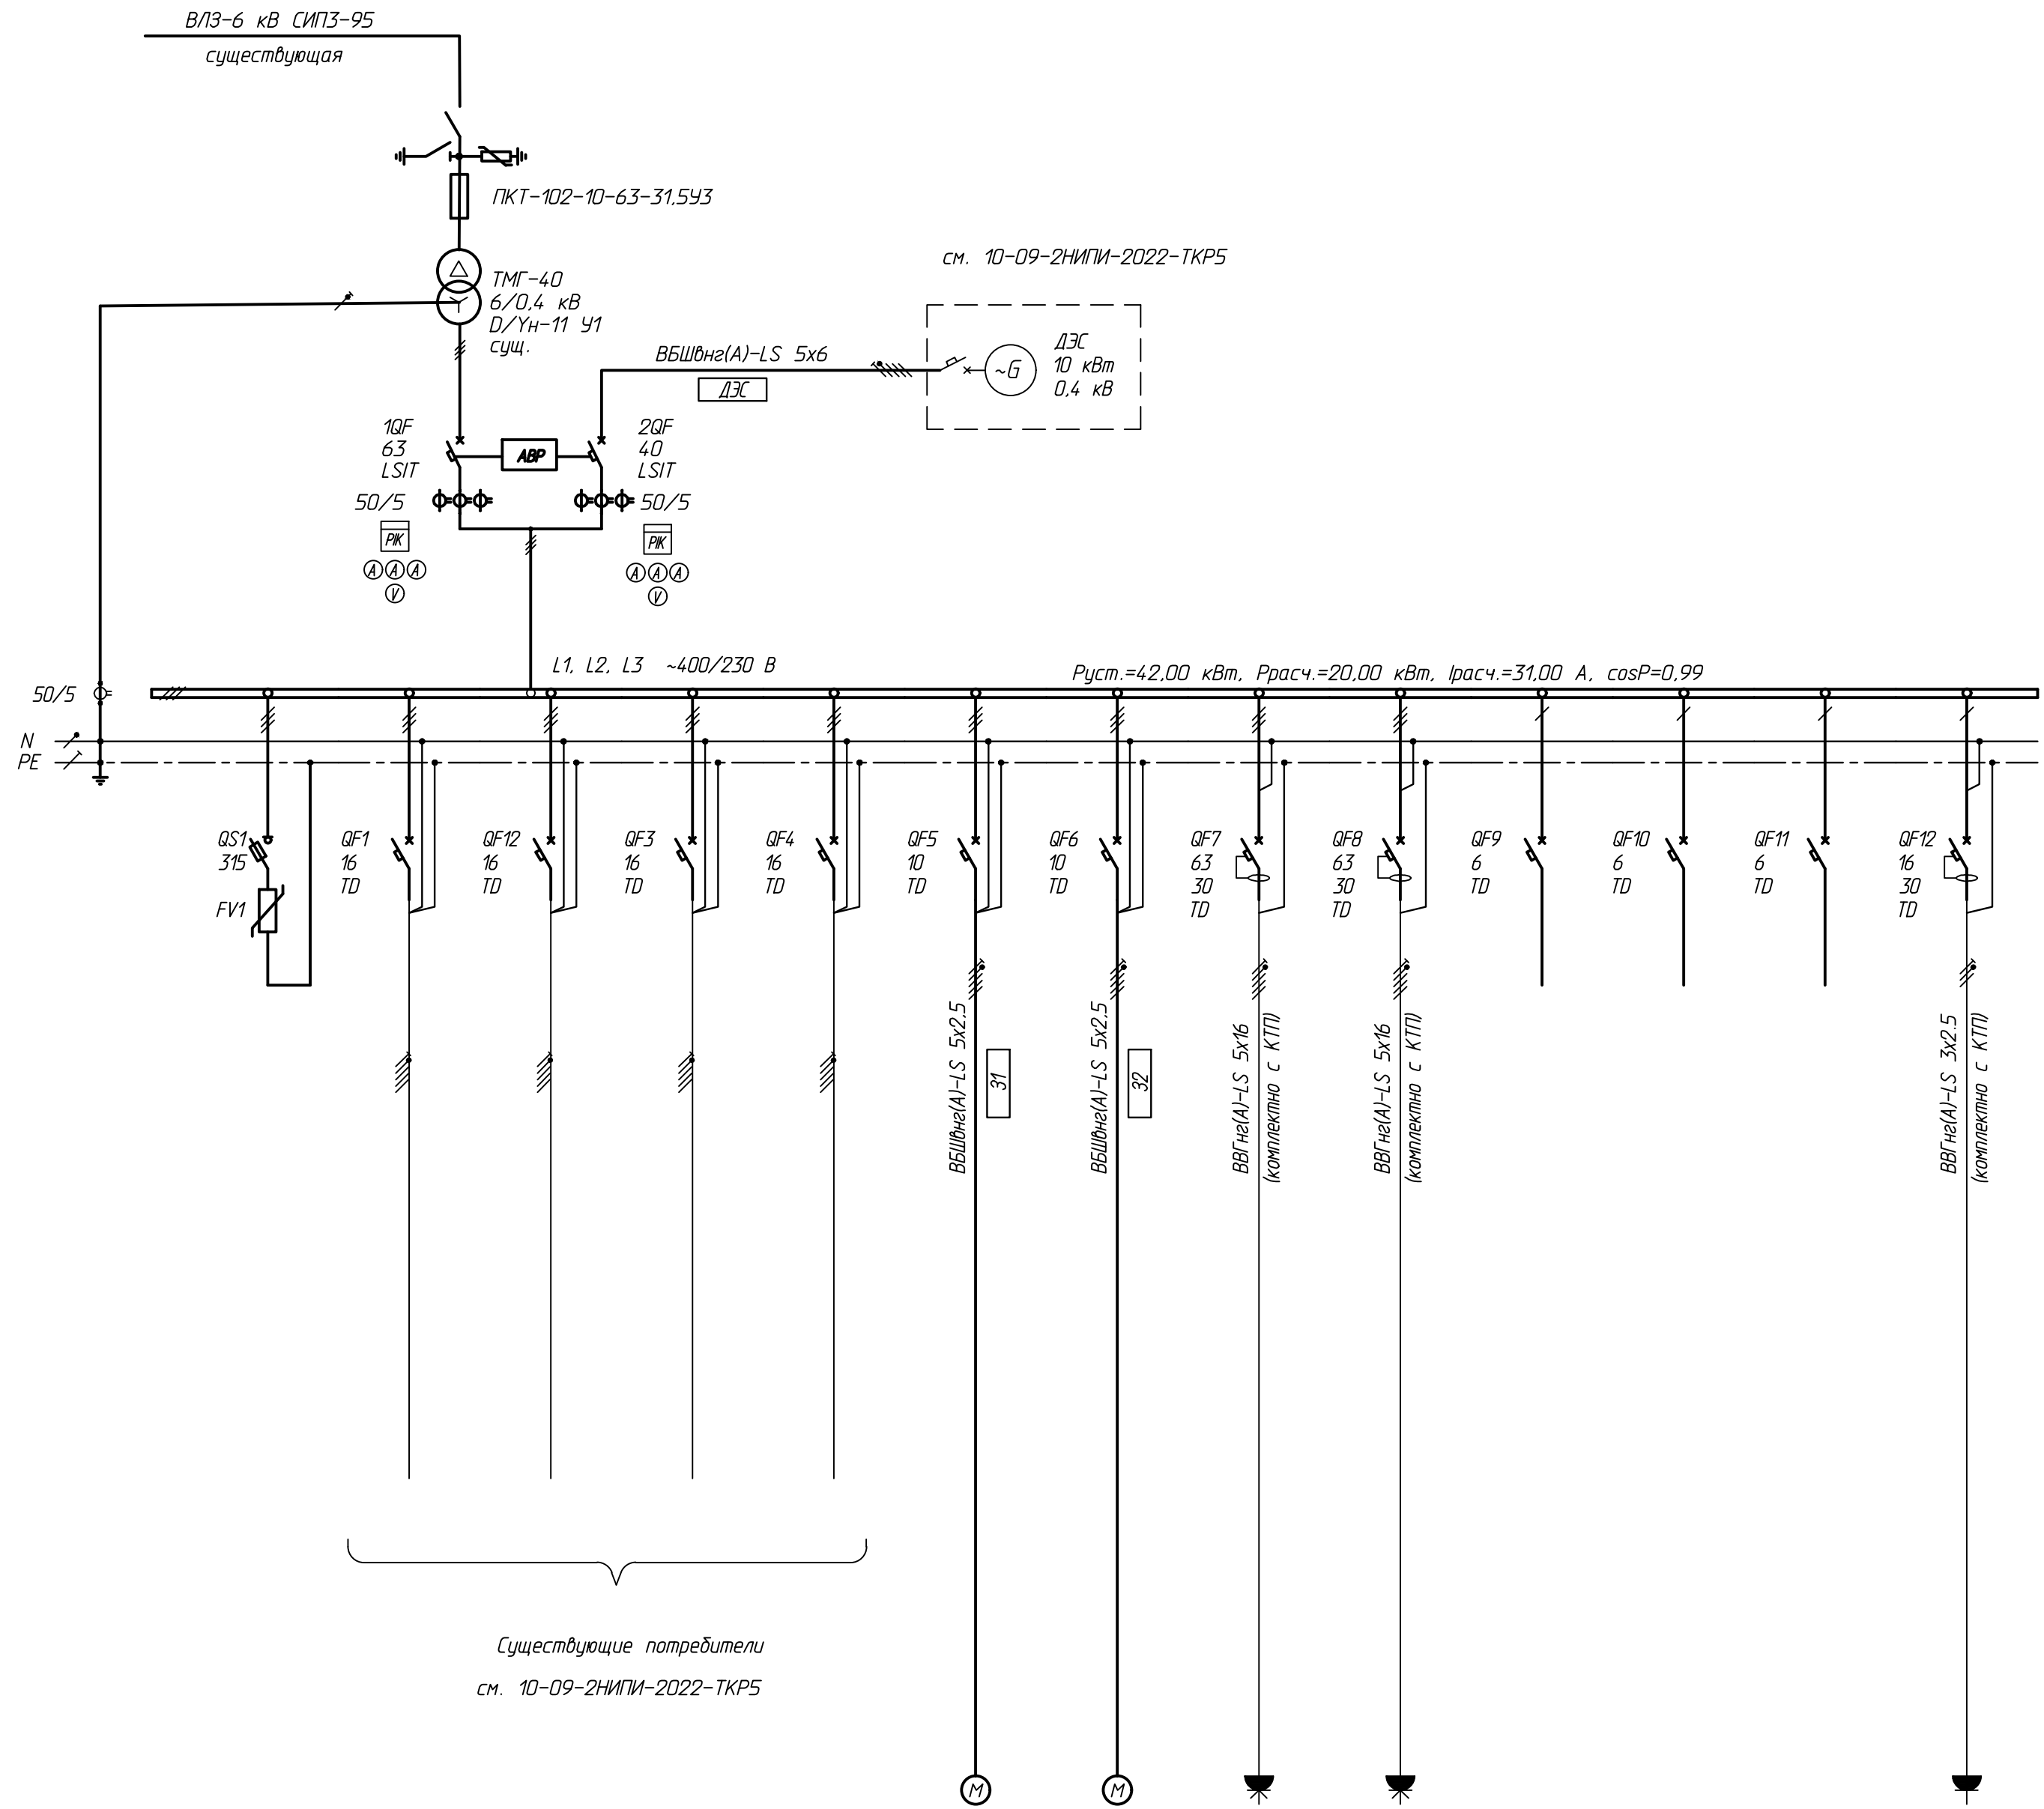 ВЛЗ-6 кВ СИПЗ-95
существующая
ПКТ-102-10-63-31,5УЗ
ТМГ-40
6/0,4 кВ
D/Yн-11 У1
сущ.
см. 10-09-2НИПИ-2022-ТКР5
ВБШвнг(А)-LS 5х6
ДЭС
~G
ДЭС
10 кВт
0,4 кВ
1QF
63
LSIT
АВР
2QF
40
LSIT
50/5
50/5
PIK
PIK
A A A
A A A
V
V
L1, L2, L3 ~400/230 В
Руст.=42,00 кВт, Ррасч.=20,00 кВт, Iрасч.=31,00 А, cosP=0,99
50/5
N
PE
QS1
315
FV1
QF1
16
TD
QF12
16
TD
QF3
16
TD
QF4
16
TD
QF5
10
TD
QF6
10
TD
QF7
63
30
TD
QF8
63
30
TD
QF9
6
TD
QF10
6
TD
QF11
6
TD
QF12
16
30
TD
ВБШвнг(А)-LS 5х2,5
31
ВБШвнг(А)-LS 5х2,5
32
ВВГнг(А)-LS 5х16
(комплектно с КТП)
ВВГнг(А)-LS 5х16
(комплектно с КТП)
ВВГнг(А)-LS 3х2.5
(комплектно с КТП)
Существующие потребители
см. 10-09-2НИПИ-2022-ТКР5
M
M